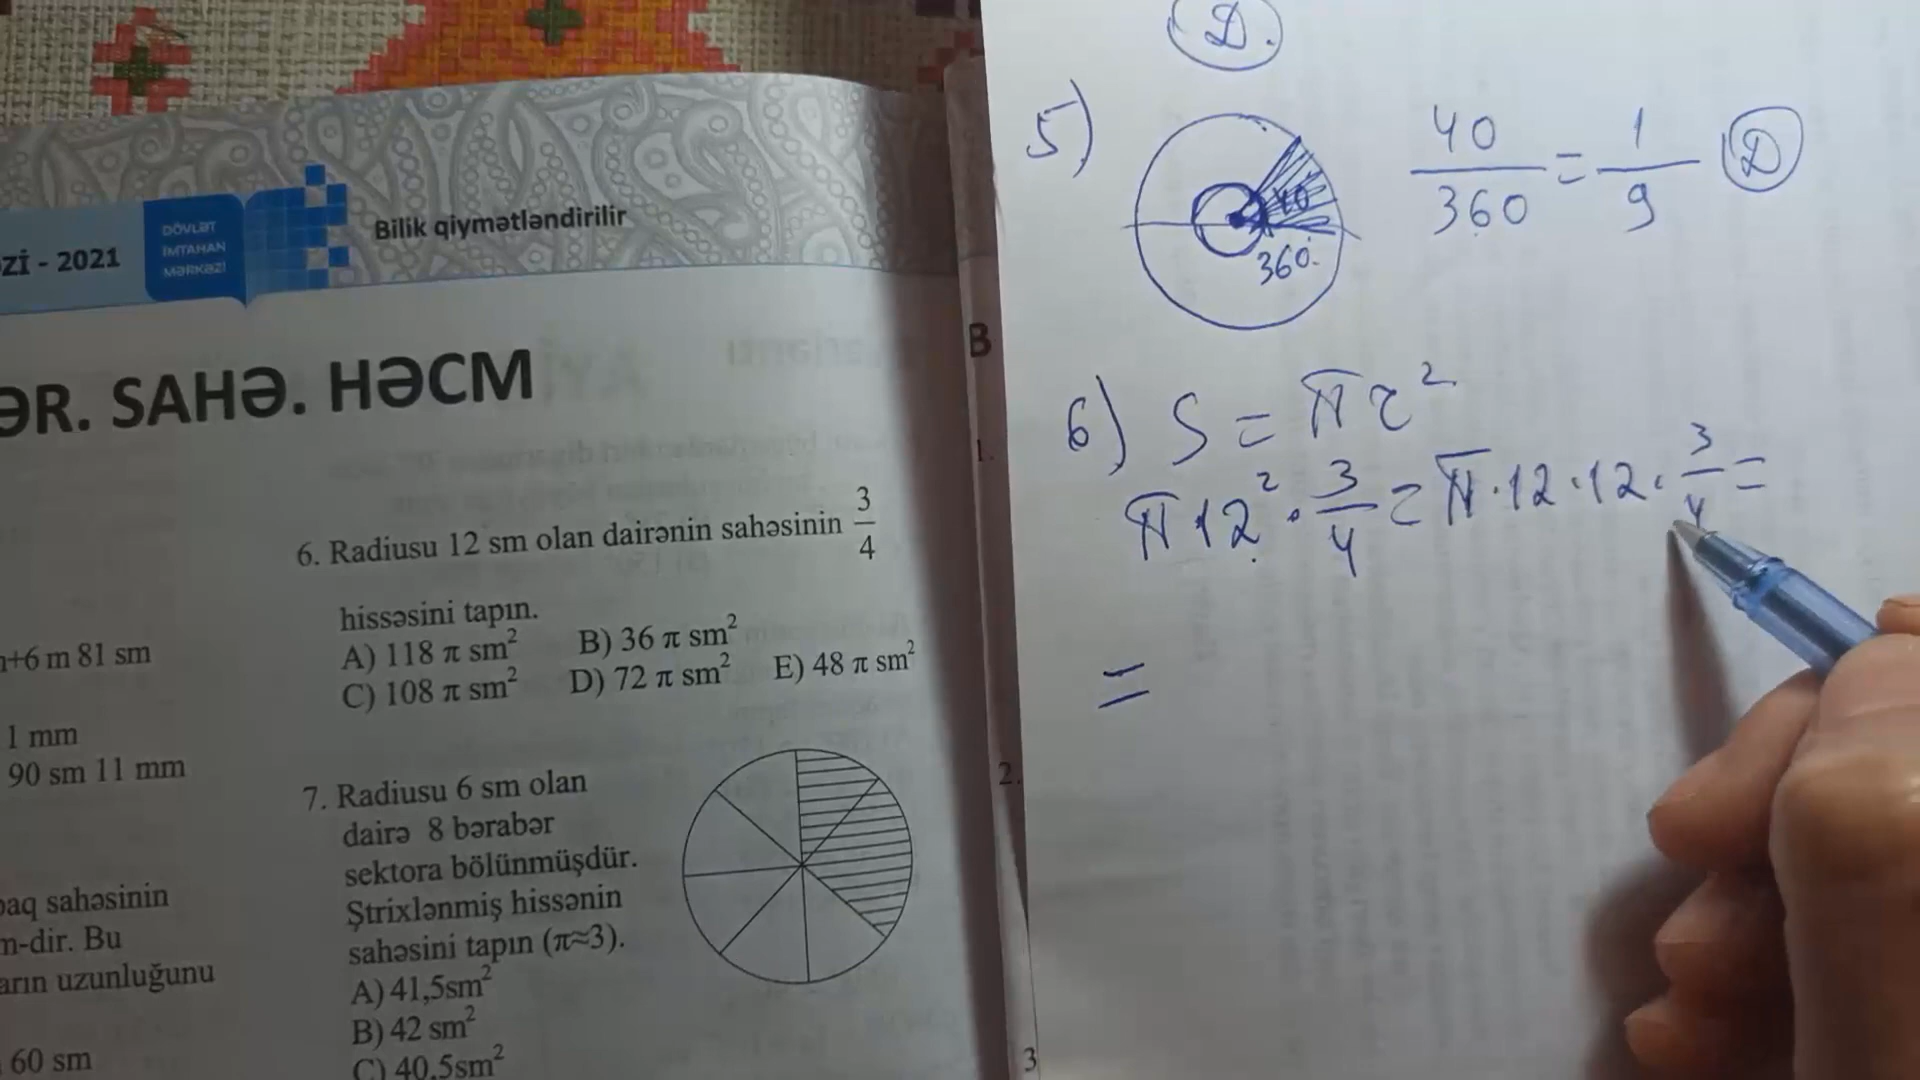 Zİ - 2021
DÖVLƏT
İMTAHAN
MƏRKƏZİ
Bilik qiymətləndirilir
ƏR. SAHƏ. HƏCM
+6 m 81 sm
1 mm
90 sm 11 mm
sahəsinin
m-dir. Bu
arın uzunluğunu
60 sm
6. Radiusu 12 sm olan dairənin sahəsinin 3/4
hissəsini tapın.
A) 118 π sm² B) 36 π sm²
C) 108 π sm² D) 72 π sm² E) 48 π sm²
7. Radiusu 6 sm olan
dairə 8 bərabər
sektora bölünmüşdür.
Ştrixlənmiş hissənin
sahəsini tapın (π≈3).
A) 41,5sm²
B) 42 sm²
C) 40,5sm²
B
1.
2.
3
D.
5) 40/360 = 1/9 D
40
360.
6) S = πr²
π·12²·3/4 = π·12·12·3/4 =
=